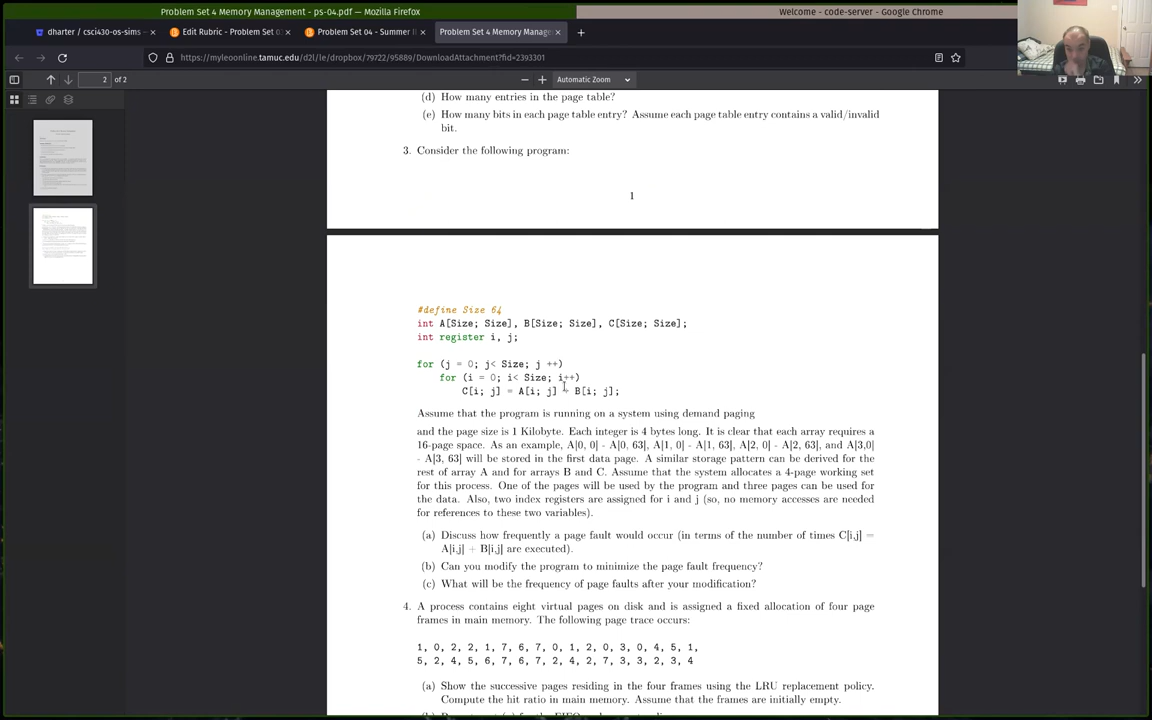 Problem Set 4 Memory Management - ps-04.pdf — Mozilla Firefox
Welcome - code-server - Google Chrome
dharter / csci430-os-sims -
Edit Rubric - Problem Set
Problem Set 04 - Summer
Problem Set 4 Memory Manage
https://myleoonline.tamuc.edu/d2l/le/dropbox/79722/95889/DownloadAttachment?fid=2393301
2 of 2
Automatic Zoom
(d) How many entries in the page table?
(e) How many bits in each page table entry? Assume each page table entry contains a valid/invalid
bit.
3. Consider the following program:
1
#define Size 64
int A[Size; Size], B[Size; Size], C[Size; Size];
int register i, j;
for (j = 0; j< Size; j ++)
for (i = 0; i< Size; i++)
C[i; j] = A[i; j] + B[i; j];
Assume that the program is running on a system using demand paging
and the page size is 1 Kilobyte. Each integer is 4 bytes long. It is clear that each array requires a
16-page space. As an example, A[0, 0] - A[0, 63], A[1, 0] - A[1, 63], A[2, 0] - A[2, 63], and A[3,0]
- A[3, 63] will be stored in the first data page. A similar storage pattern can be derived for the
rest of array A and for arrays B and C. Assume that the system allocates a 4-page working set
for this process. One of the pages will be used by the program and three pages can be used for
the data. Also, two index registers are assigned for i and j (so, no memory accesses are needed
for references to these two variables).
(a) Discuss how frequently a page fault would occur (in terms of the number of times C[i,j] =
A[i,j] + B[i,j] are executed).
(b) Can you modify the program to minimize the page fault frequency?
(c) What will be the frequency of page faults after your modification?
4. A process contains eight virtual pages on disk and is assigned a fixed allocation of four page
frames in main memory. The following page trace occurs:
1, 0, 2, 2, 1, 7, 6, 7, 0, 1, 2, 0, 3, 0, 4, 5, 1,
5, 2, 4, 5, 6, 7, 6, 7, 2, 4, 2, 7, 3, 3, 2, 3, 4
(a) Show the successive pages residing in the four frames using the LRU replacement policy.
Compute the hit ratio in main memory. Assume that the frames are initially empty.